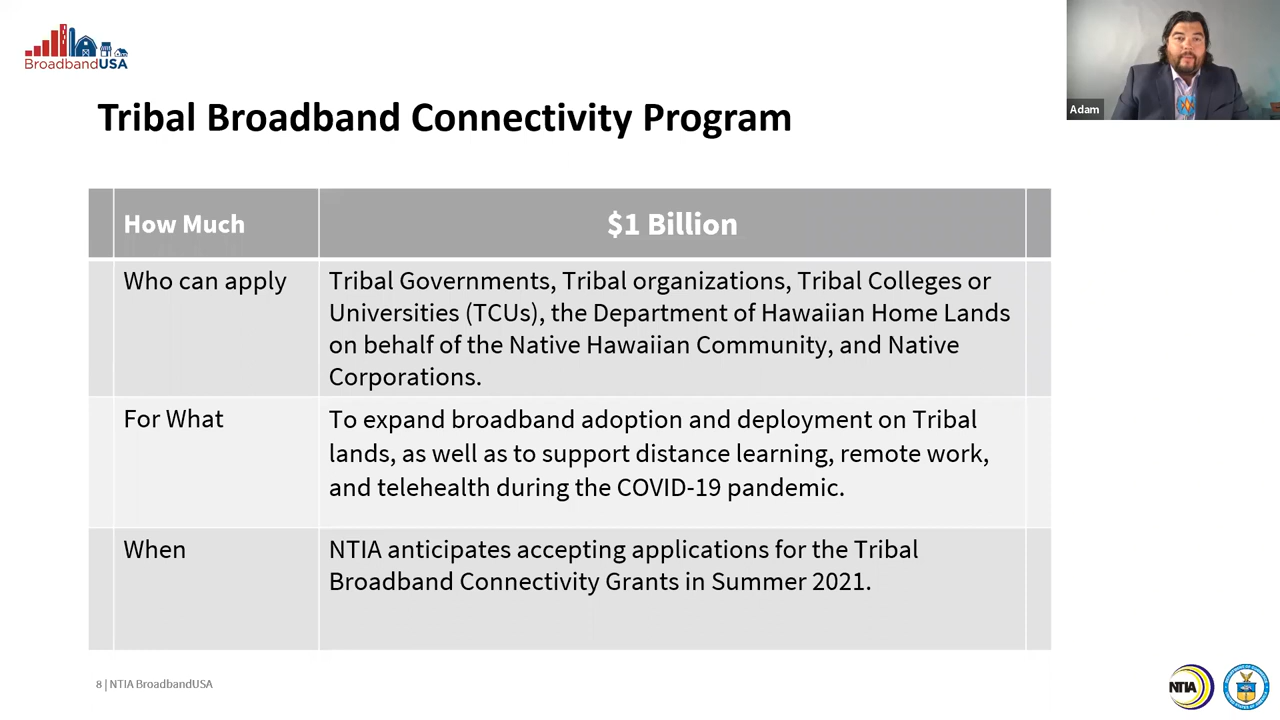 BroadbandUSA
Adam
Tribal Broadband Connectivity Program
How Much
$1 Billion
Who can apply
Tribal Governments, Tribal organizations, Tribal Colleges or
Universities (TCUs), the Department of Hawaiian Home Lands
on behalf of the Native Hawaiian Community, and Native
Corporations.
For What
To expand broadband adoption and deployment on Tribal
lands, as well as to support distance learning, remote work,
and telehealth during the COVID-19 pandemic.
When
NTIA anticipates accepting applications for the Tribal
Broadband Connectivity Grants in Summer 2021.
8 | NTIA BroadbandUSA
NTIA